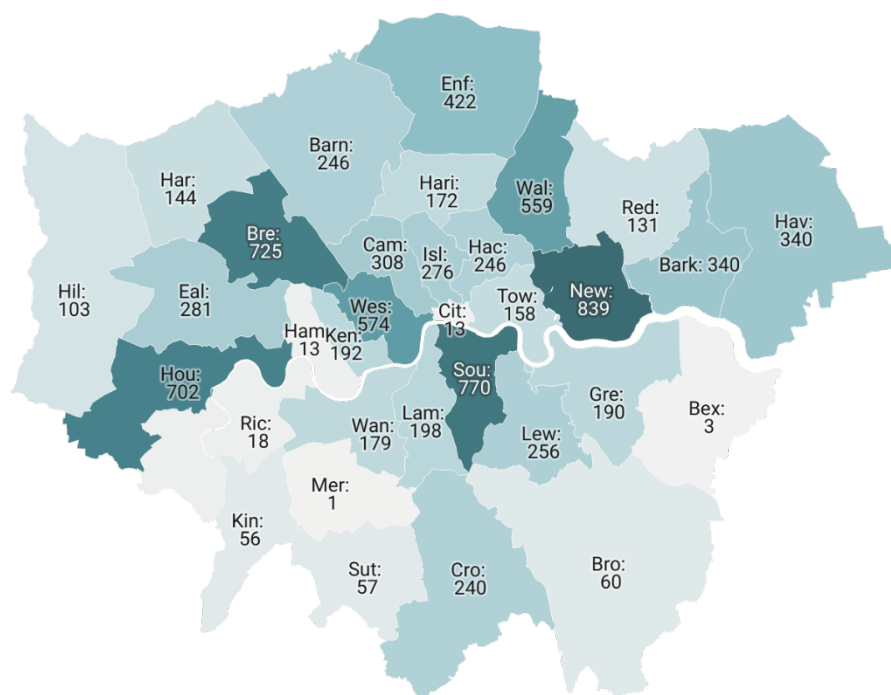 Enf:
422
Barn:
246
Har:
144
Hari:
172
Wal:
559
Red:
131
Hav:
340
Bre:
725
Cam:
308
Isl:
276
Hac:
246
Bark: 340
Hil:
103
Eal:
281
Wes:
574
Cit:
13
Tow:
158
New:
839
Ham:
13
Ken:
192
Hou:
702
Sou:
770
Ric:
18
Wan:
179
Lam:
198
Lew:
256
Gre:
190
Bex:
3
Mer:
1
Kin:
56
Sut:
57
Cro:
240
Bro:
60